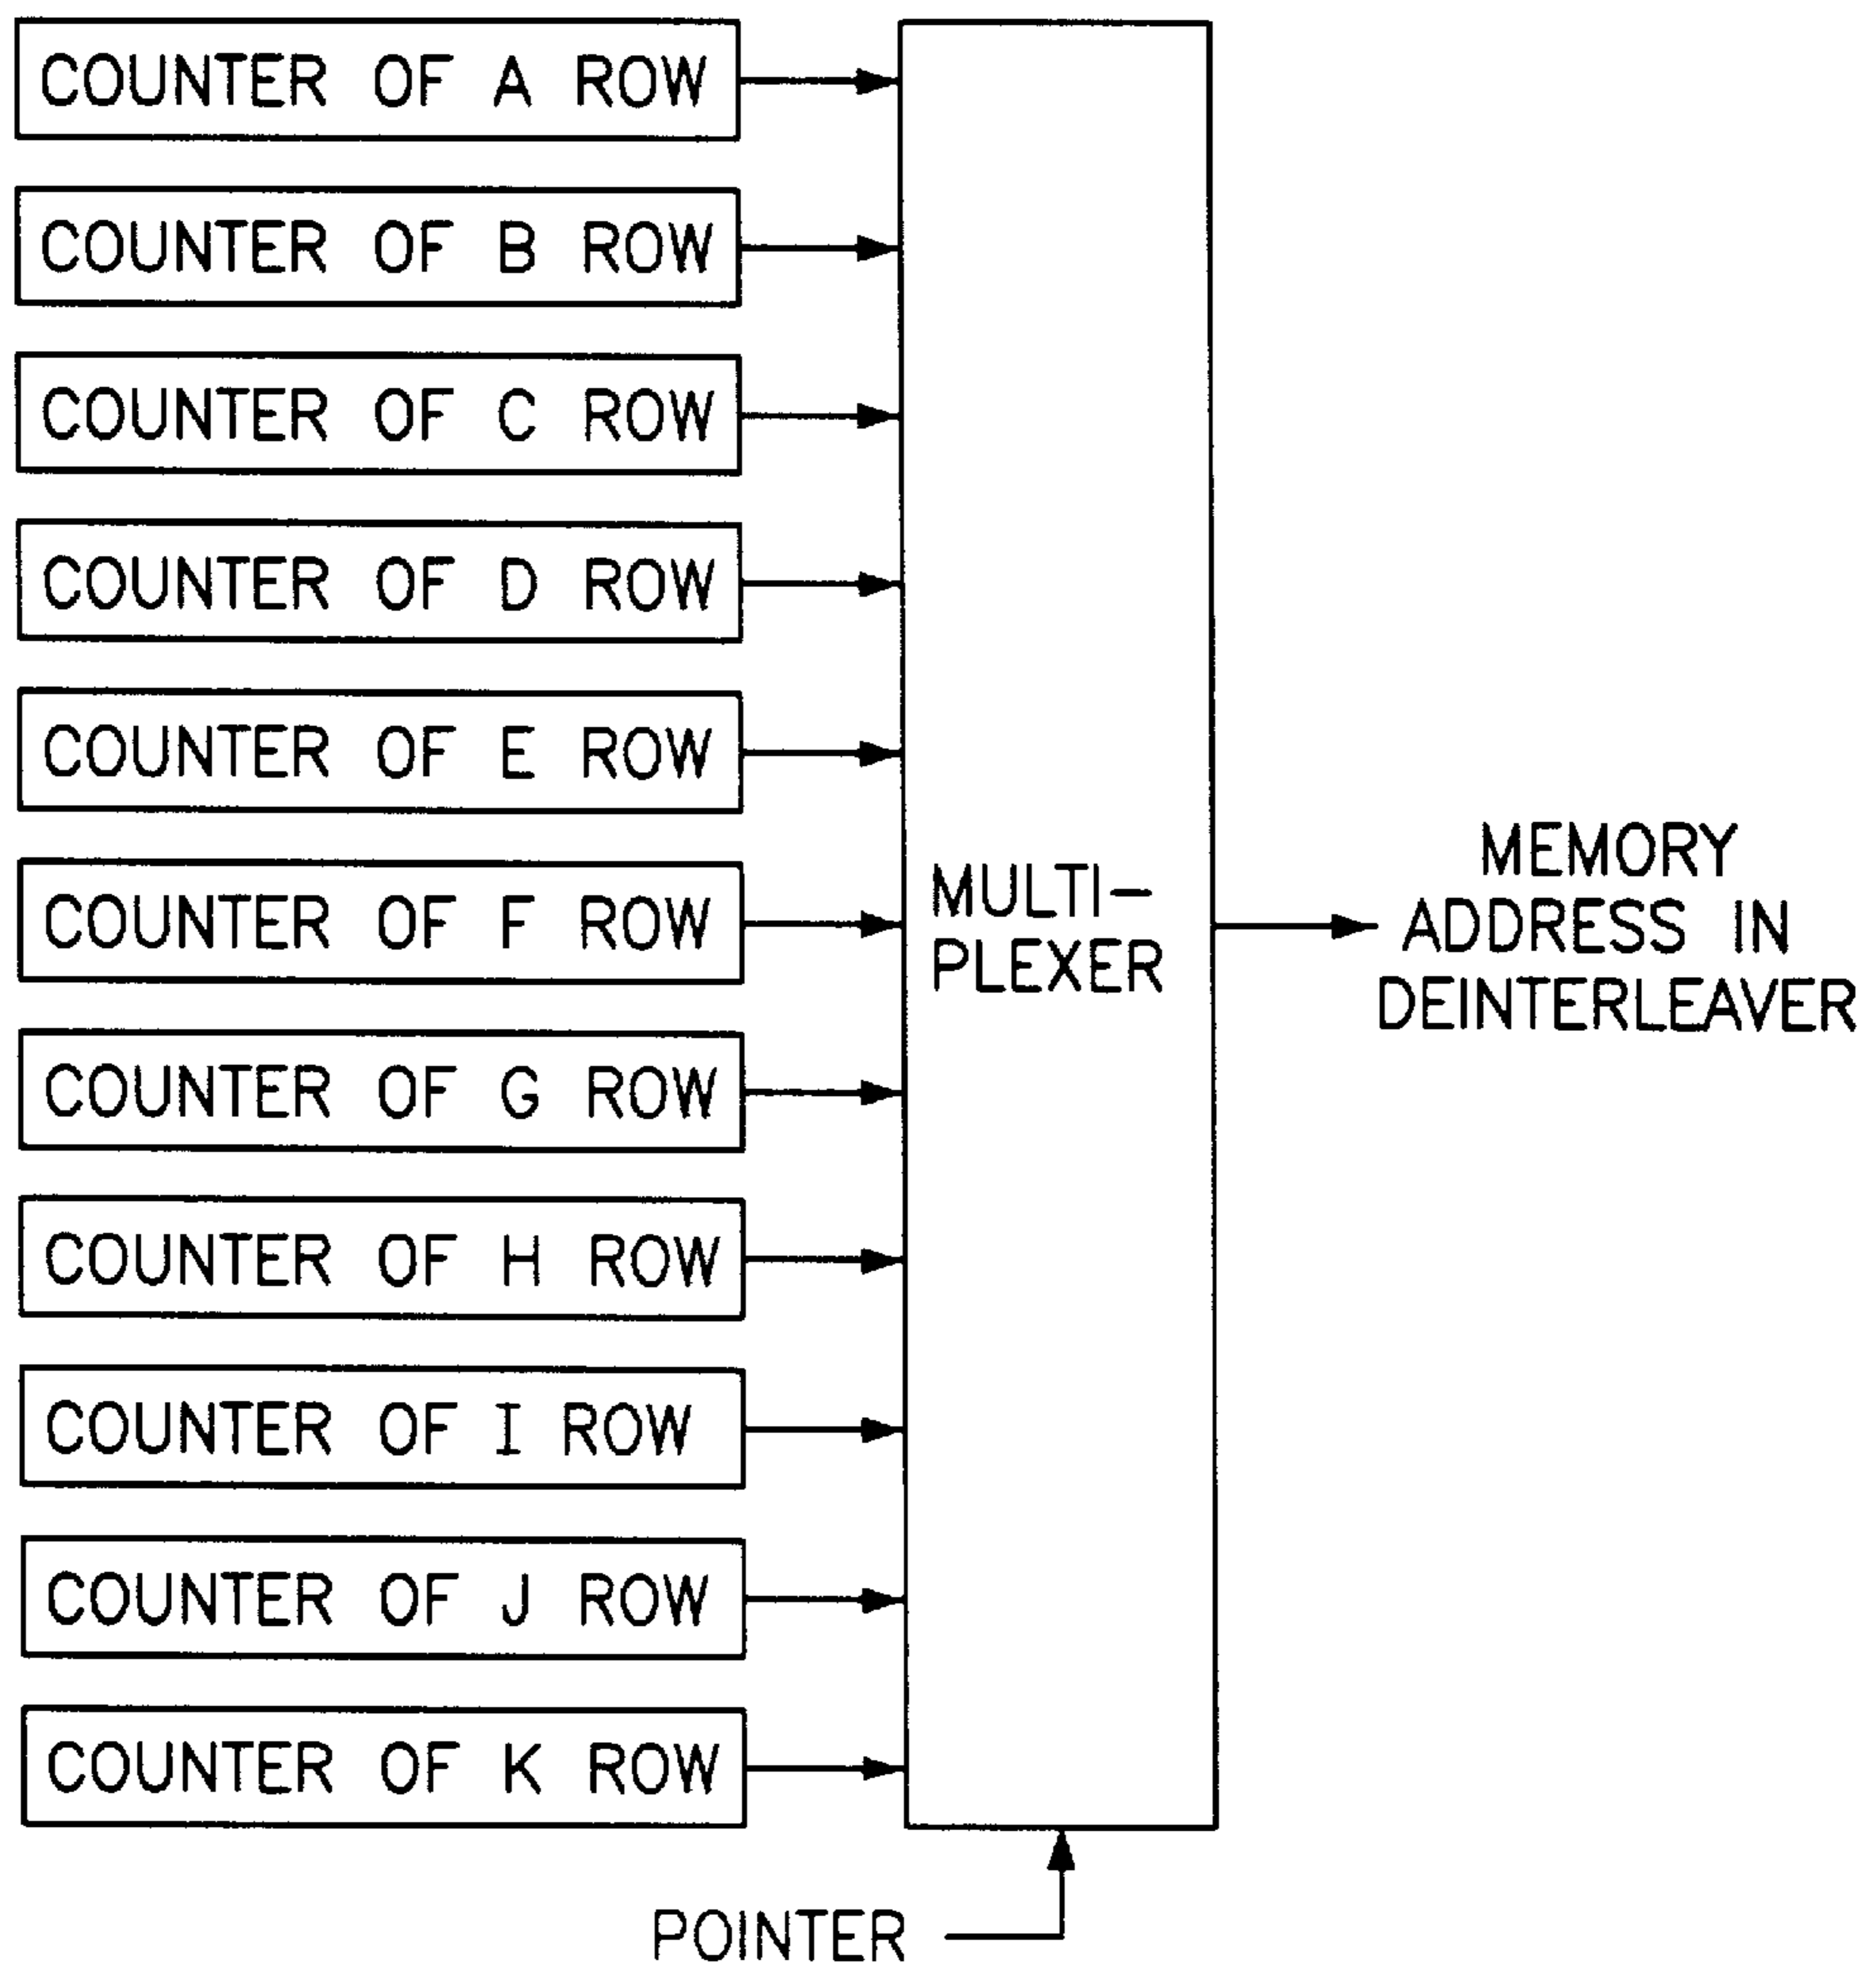 COUNTER OF A ROW
COUNTER OF B ROW
COUNTER OF C ROW
COUNTER OF D ROW
COUNTER OF E ROW
COUNTER OF F ROW
COUNTER OF G ROW
COUNTER OF H ROW
COUNTER OF I ROW
COUNTER OF J ROW
COUNTER OF K ROW
MULTI-
PLEXER
MEMORY
ADDRESS IN
DEINTERLEAVER
POINTER